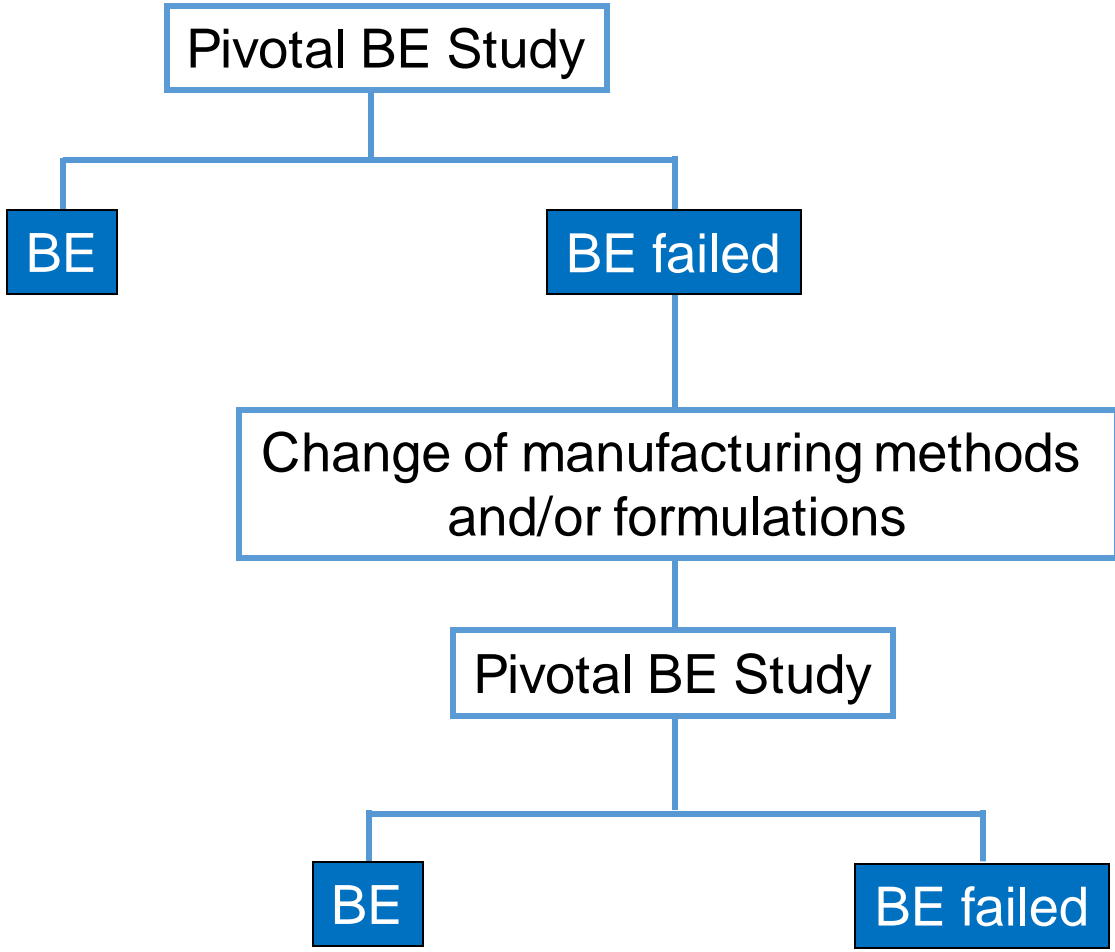 Pivotal BE Study
BE
BE failed
Change of manufacturing methods
and/or formulations
Pivotal BE Study
BE
BE failed